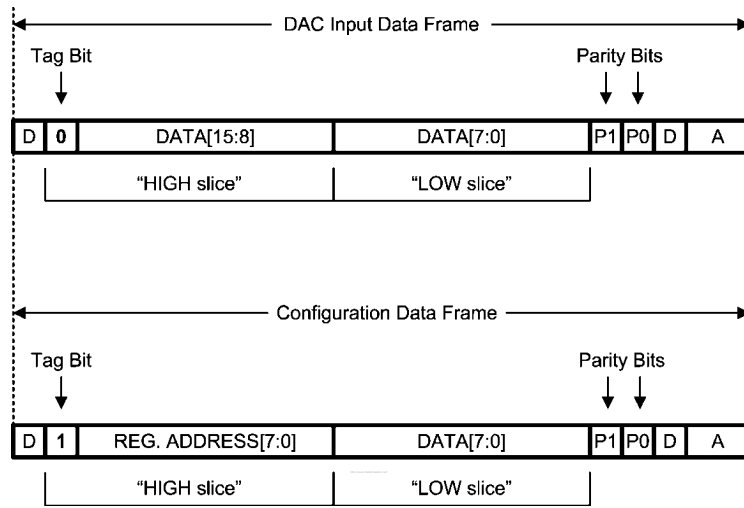 DAC Input Data Frame
Tag Bit Parity Bits
D 0 DATA[15:8] DATA[7:0] P1 P0 D A
“HIGH slice” “LOW slice”
Configuration Data Frame
Tag Bit Parity Bits
D 1 REG. ADDRESS[7:0] DATA[7:0] P1 P0 D A
“HIGH slice” “LOW slice”